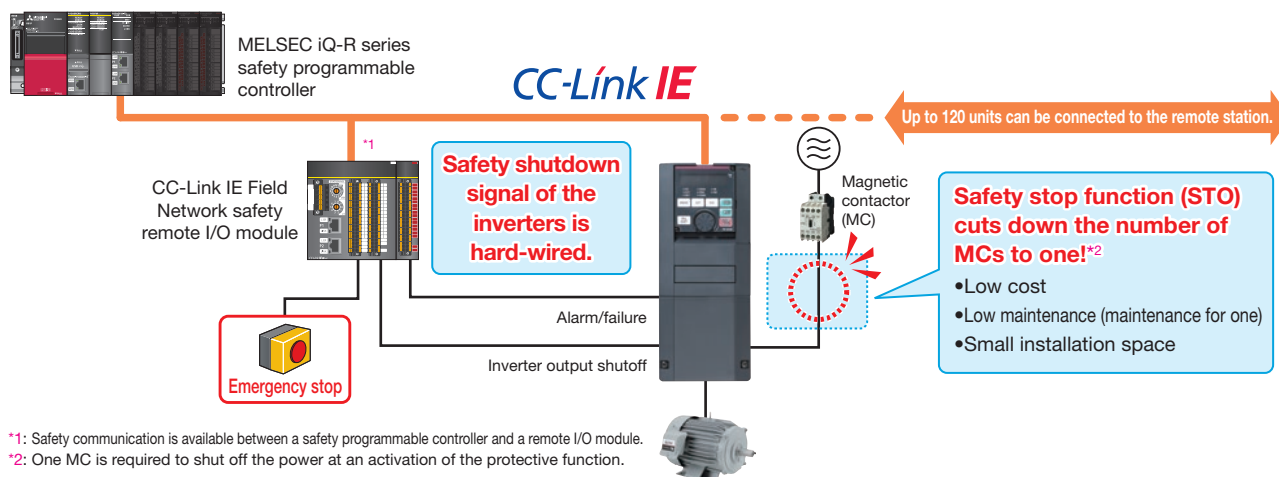 MELSEC iQ-R series
safety programmable
controller
CC-Link IE
Up to 120 units can be connected to the remote station.
*1
CC-Link IE Field
Network safety
remote I/O module
Safety shutdown
signal of the
inverters is
hard-wired.
Magnetic
contactor
(MC)
Safety stop function (STO)
cuts down the number of
MCs to one!*2
•Low cost
•Low maintenance (maintenance for one)
•Small installation space
Alarm/failure
Inverter output shutoff
Emergency stop
*1: Safety communication is available between a safety programmable controller and a remote I/O module.
*2: One MC is required to shut off the power at an activation of the protective function.